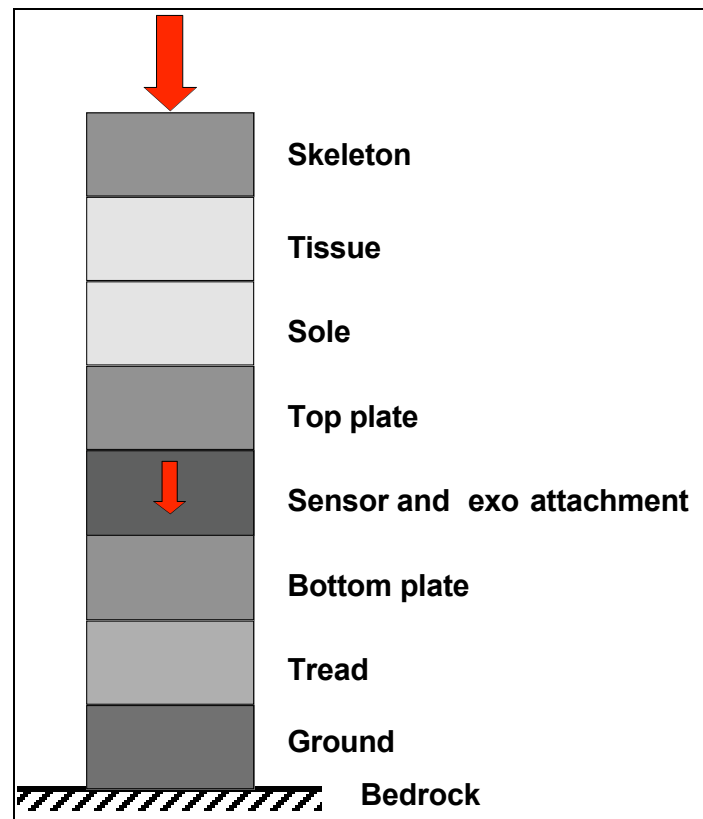 Skeleton
Tissue
Sole
Top plate
Sensor and  exo attachment
Bottom plate
Tread
Ground
Bedrock